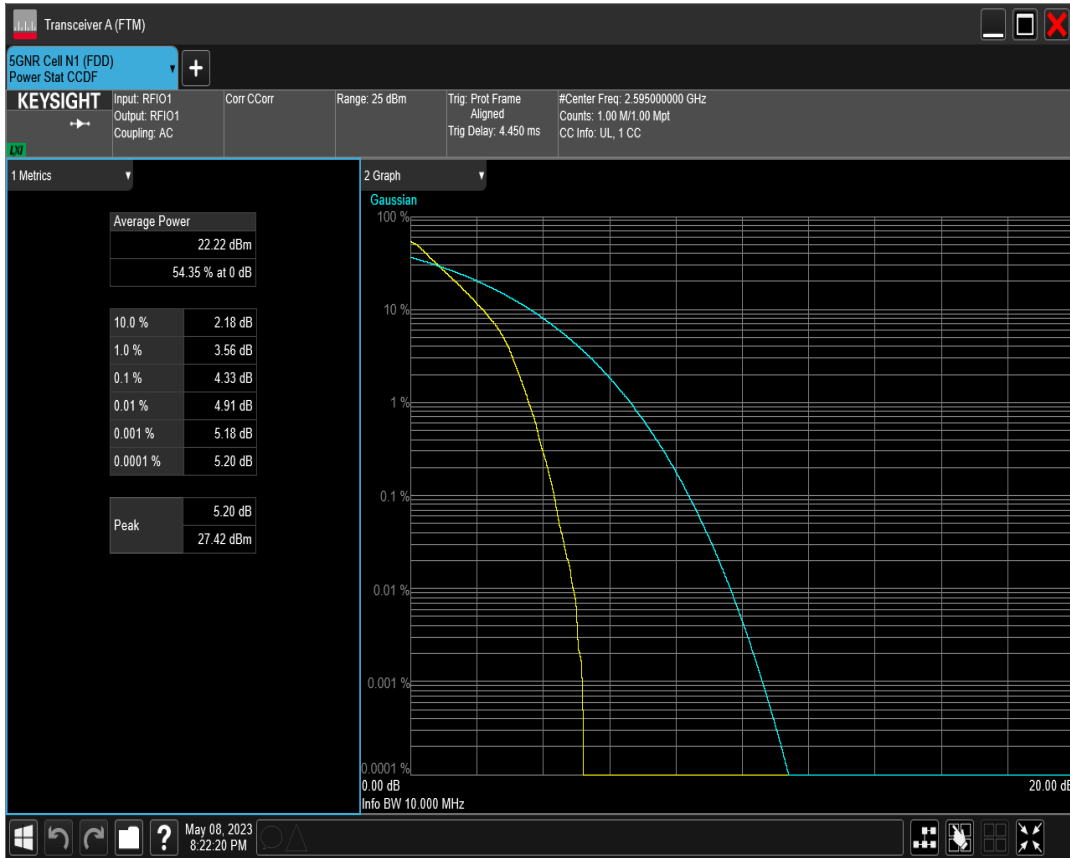 Transceiver A (FTM)
5GNR Cell N1 (FDD)
Power Stat CCDF
KEYSIGHT
LXI
Input: RFIO1
Output: RFIO1
Coupling: AC
Corr CCorr
Range: 25 dBm
Trig: Prot Frame
Aligned
Trig Delay: 4.450 ms
#Center Freq: 2.595000000 GHz
Counts: 1.00 M/1.00 Mpt
CC Info: UL, 1 CC
1 Metrics
Average Power
22.22 dBm
54.35 % at 0 dB
10.0 % 2.18 dB
1.0 % 3.56 dB
0.1 % 4.33 dB
0.01 % 4.91 dB
0.001 % 5.18 dB
0.0001 % 5.20 dB
Peak 5.20 dB
27.42 dBm
2 Graph
Gaussian
100 %
10 %
1 %
0.1 %
0.01 %
0.001 %
0.0001 %
0.00 dB 20.00 dB
Info BW 10.000 MHz
May 08, 2023
8:22:20 PM